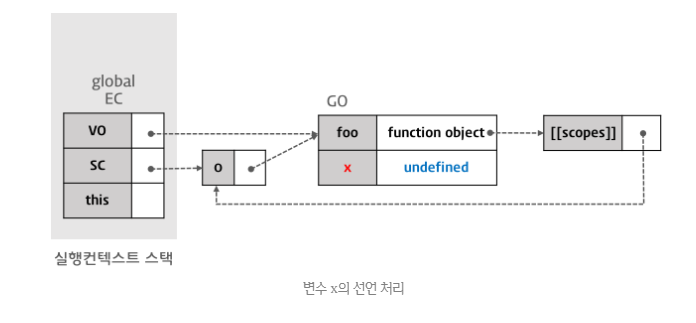 global
EC
GO
VO
foo
function object
[[scopes]]
SC
0
x
undefined
this
실행컨텍스트 스택
변수 x의 선언 처리